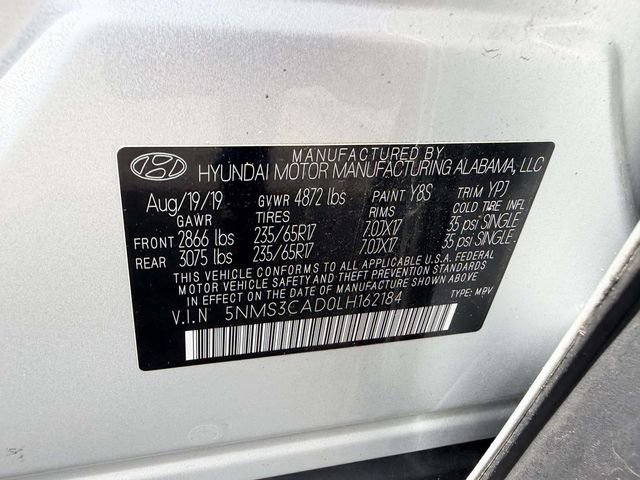 MANUFACTURED BY
HYUNDAI MOTOR MANUFACTURING ALABAMA, LLC
Aug/19/19 GVWR 4872 lbs PAINT Y8S TRIM YPJ
GAWR TIRES RIMS COLD TIRE INFL
FRONT 2866 lbs 235/65R17 7.0JX17 35 psi SINGLE
REAR 3075 lbs 235/65R17 7.0JX17 35 psi SINGLE
THIS VEHICLE CONFORMS TO ALL APPLICABLE U.S.A. FEDERAL
MOTOR VEHICLE SAFETY AND THEFT PREVENTION STANDARDS
IN EFFECT ON THE DATE OF MANUFACTURE SHOWN ABOVE.
V.I.N 5NMS3CAD0LH162184 TYPE: MPV